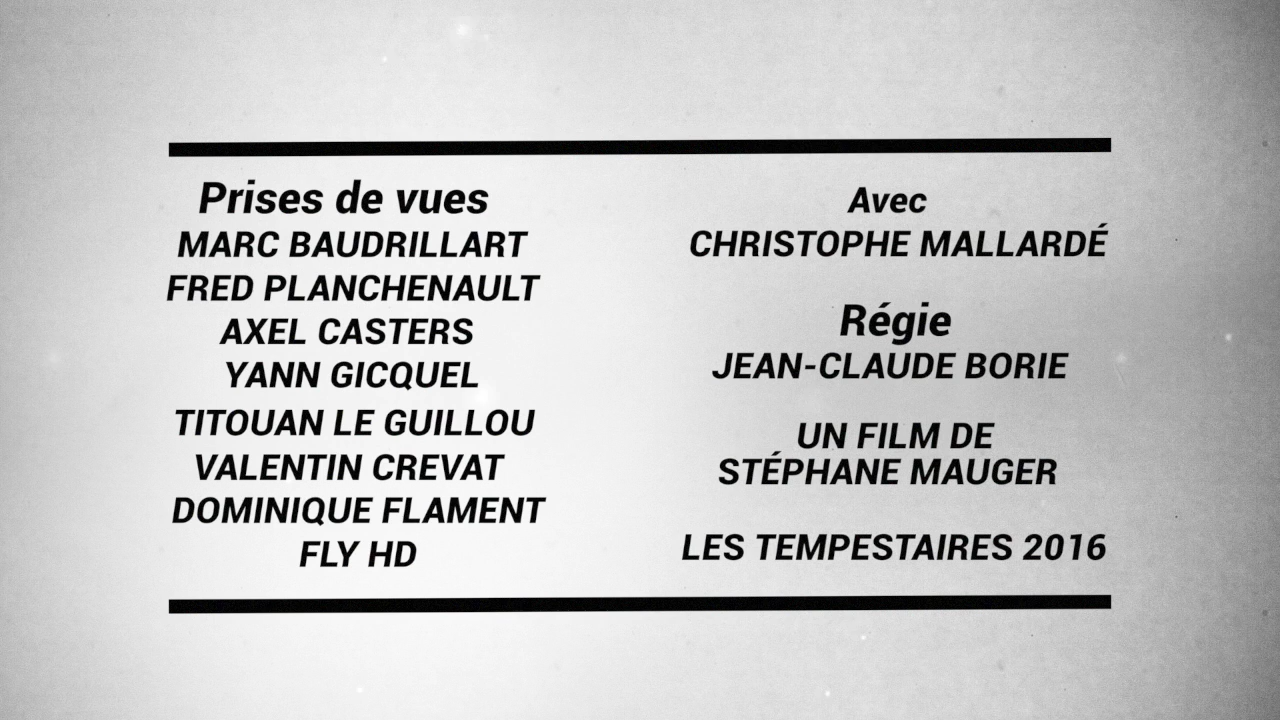 Prises de vues
MARC BAUDRILLART
FRED PLANCHENAULT
AXEL CASTERS
YANN GICQUEL
TITOUAN LE GUILLOU
VALENTIN CREVAT
DOMINIQUE FLAMENT
FLY HD
Avec
CHRISTOPHE MALLARDÉ
Régie
JEAN-CLAUDE BORIE
UN FILM DE
STÉPHANE MAUGER
LES TEMPESTAIRES 2016